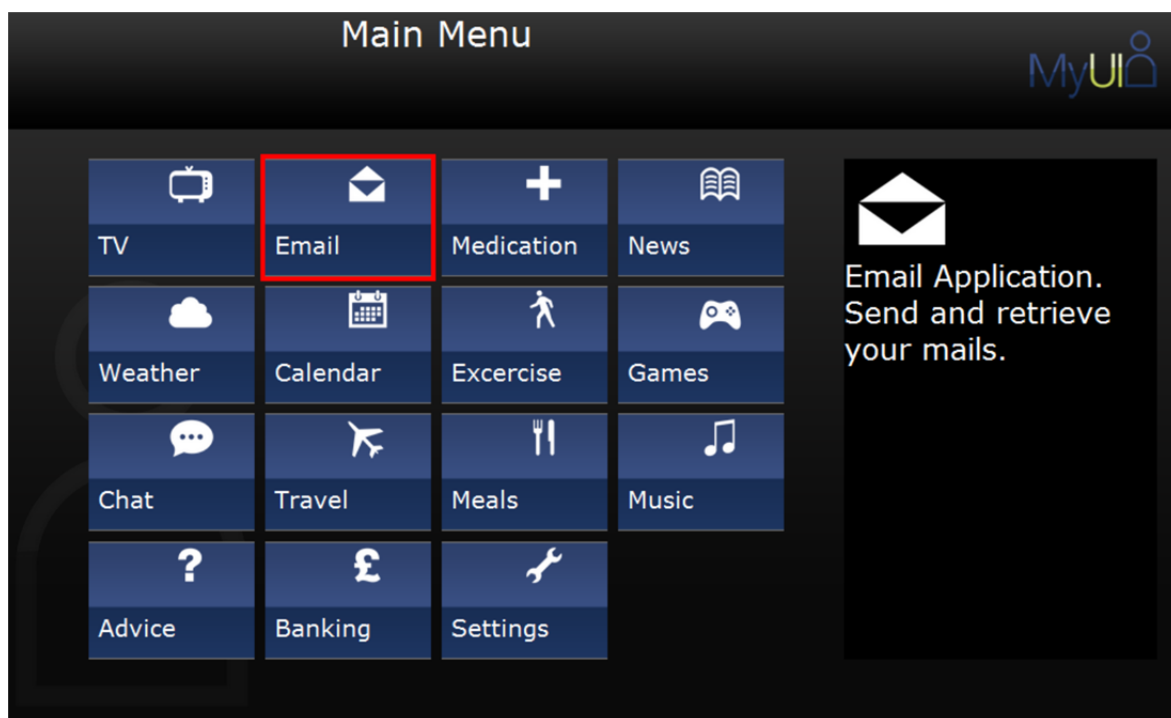 Main Menu
MyUI
TV
Email
Medication
News
Email Application.
Send and retrieve
your mails.
Weather
Calendar
Excercise
Games
Chat
Travel
Meals
Music
?
£
Advice
Banking
Settings